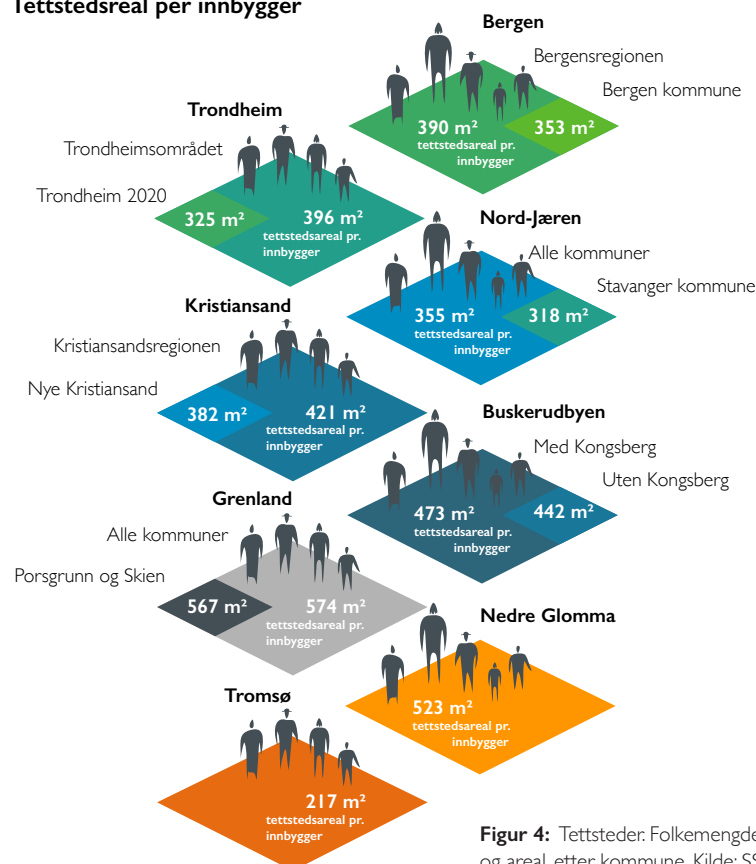 Tettstedsreal per innbygger
Bergen
Bergensregionen
Bergen kommune
390 m²
tettstedsareal pr.
innbygger
353 m²
Trondheim
Trondheimsområdet
Trondheim 2020
325 m²
396 m²
tettstedsareal pr.
innbygger
Nord-Jæren
Alle kommuner
Stavanger kommune
355 m²
tettstedsareal pr.
innbygger
318 m²
Kristiansand
Kristiansandsregionen
Nye Kristiansand
382 m²
421 m²
tettstedsareal pr.
innbygger
Buskerudbyen
Med Kongsberg
Uten Kongsberg
473 m²
tettstedsareal pr.
innbygger
442 m²
Grenland
Alle kommuner
Porsgrunn og Skien
567 m²
574 m²
tettstedsareal pr.
innbygger
Nedre Glomma
523 m²
tettstedsareal pr.
innbygger
Tromsø
217 m²
tettstedsareal pr.
innbygger
Figur 4: Tettsteder. Folkemengde
og areal, etter kommune. Kilde: SS